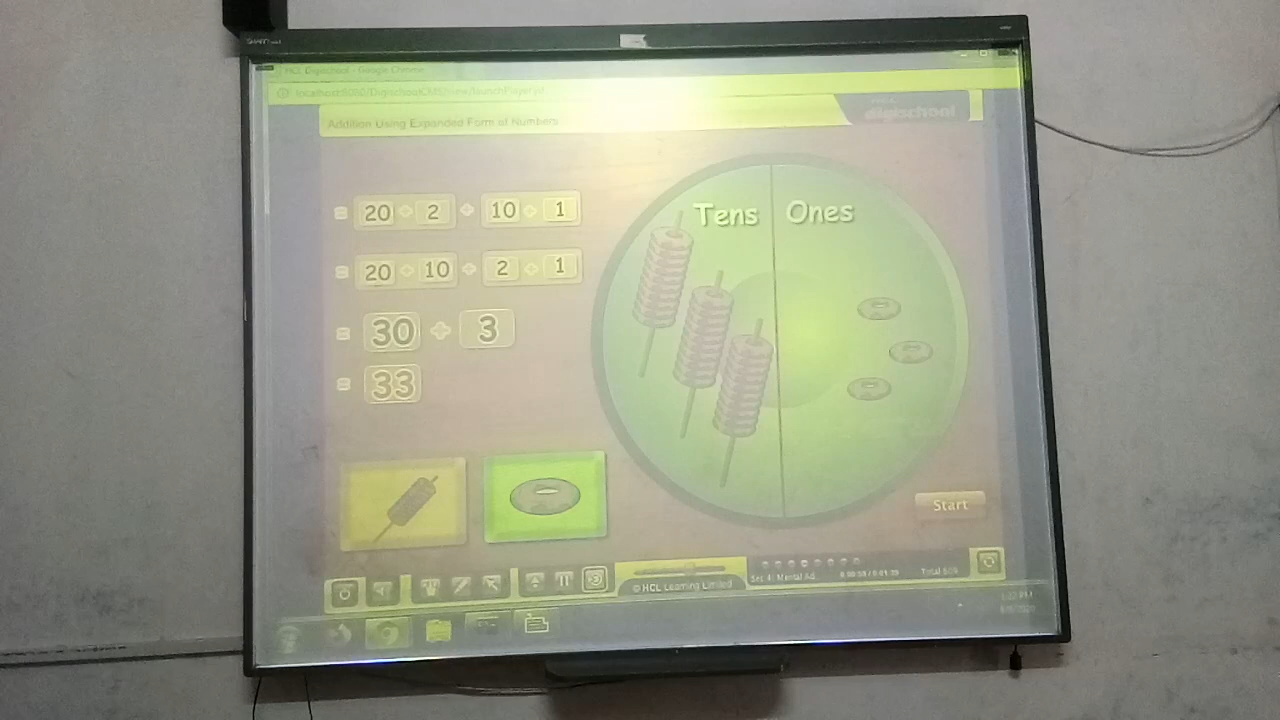 SHARP
HCL Digischool - Google Chrome
Addition Using Expanded Form of Numbers
digischool
= 20 + 2 + 10 + 1
= 20 + 10 + 2 + 1
= 30 + 3
= 33
Tens Ones
Start
© HCL Learning Limited